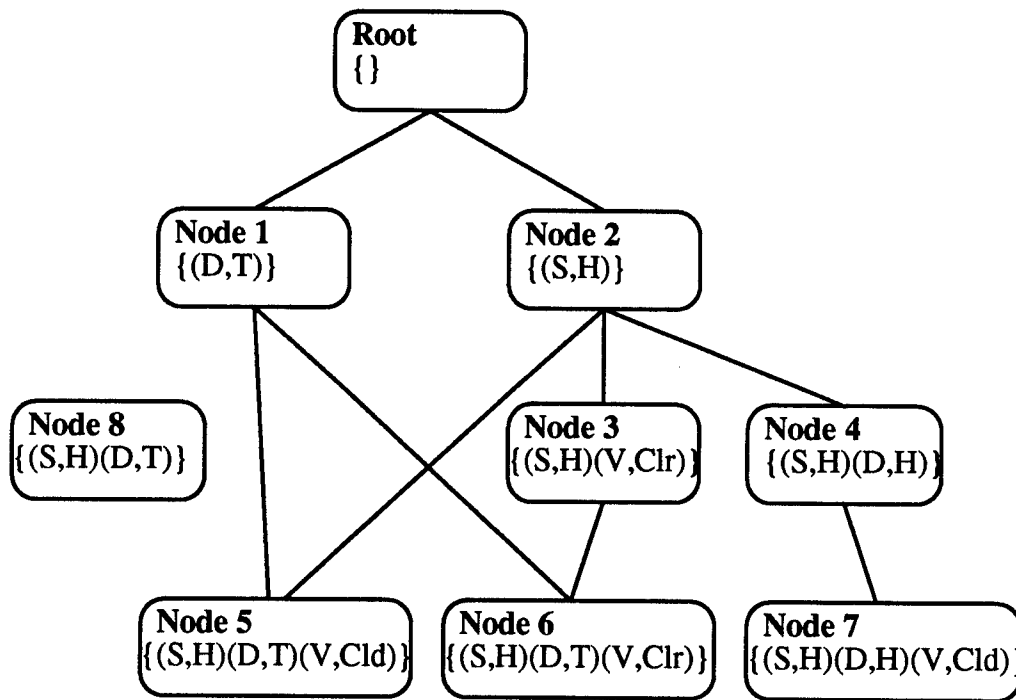 Root
{}
Node 1
{(D,T)}
Node 2
{(S,H)}
Node 8
{(S,H)(D,T)}
Node 3
{(S,H)(V,Clr)}
Node 4
{(S,H)(D,H)}
Node 5
{(S,H)(D,T)(V,Cld)}
Node 6
{(S,H)(D,T)(V,Clr)}
Node 7
{(S,H)(D,H)(V,Cld)}